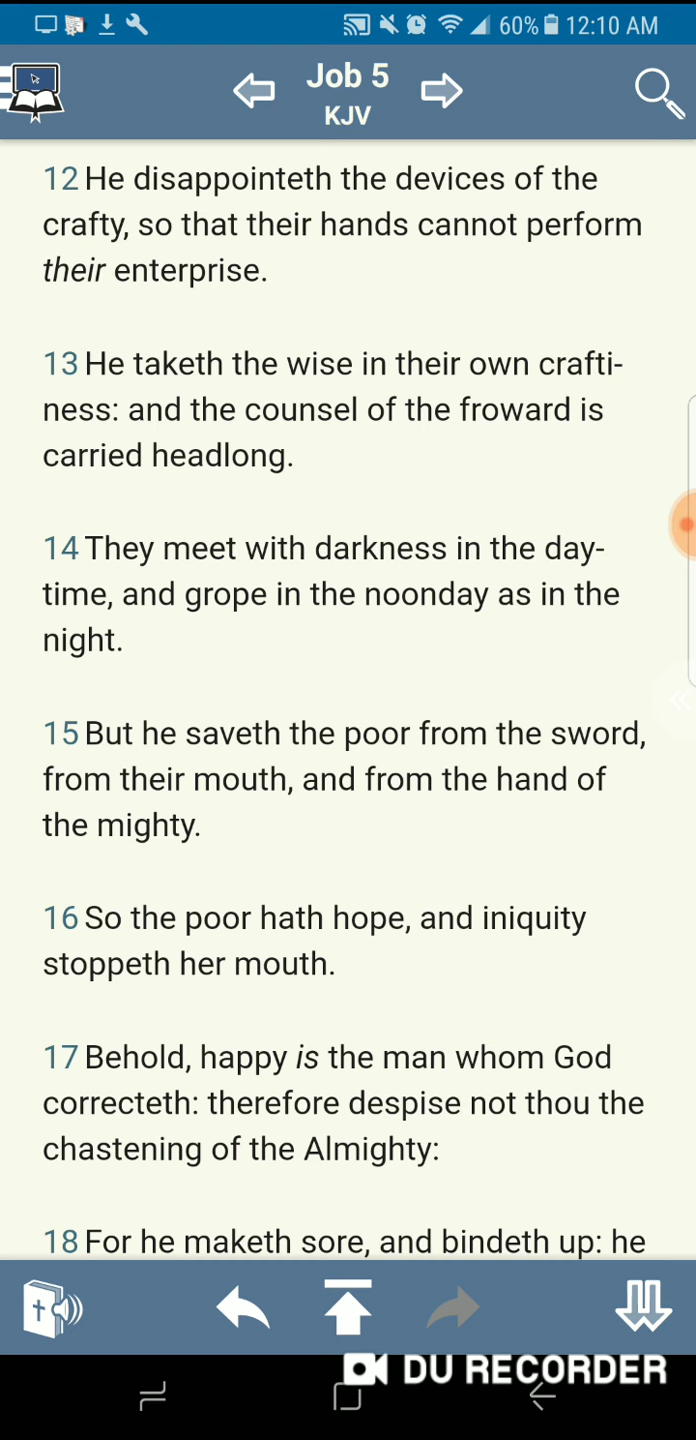 60% 12:10 AM
Job 5
KJV
12 He disappointeth the devices of the
crafty, so that their hands cannot perform
their enterprise.
13 He taketh the wise in their own crafti-
ness: and the counsel of the froward is
carried headlong.
14 They meet with darkness in the day-
time, and grope in the noonday as in the
night.
15 But he saveth the poor from the sword,
from their mouth, and from the hand of
the mighty.
16 So the poor hath hope, and iniquity
stoppeth her mouth.
17 Behold, happy is the man whom God
correcteth: therefore despise not thou the
chastening of the Almighty:
18 For he maketh sore, and bindeth up: he
DU RECORDER